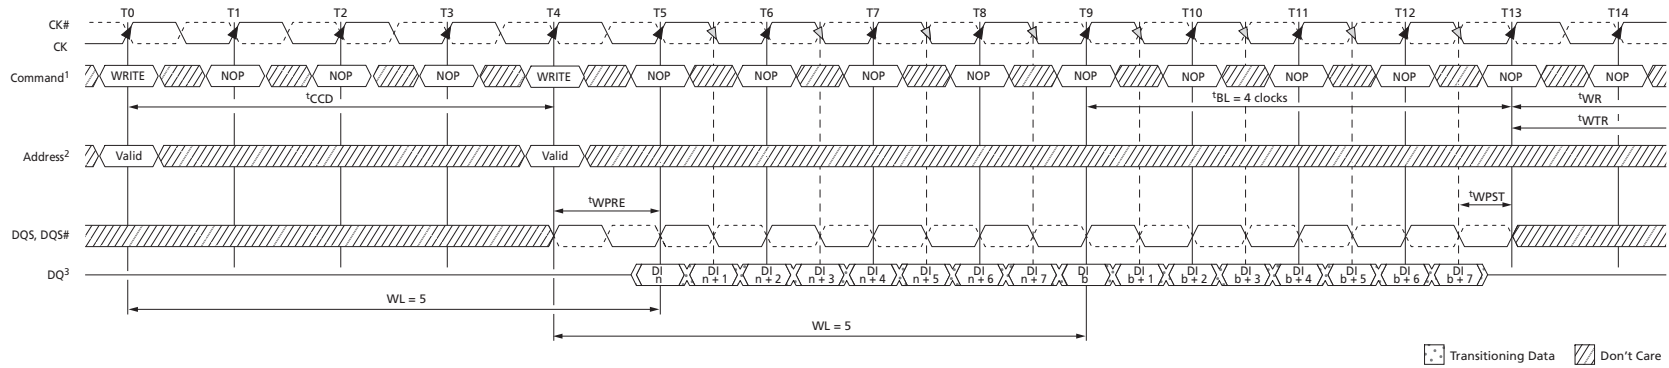 T0 T1 T2 T3 T4 T5 T6 T7 T8 T9 T10 T11 T12 T13 T14
CK#
CK
Command1 WRITE NOP NOP NOP WRITE NOP NOP NOP NOP NOP NOP NOP NOP NOP NOP
tCCD tBL = 4 clocks tWR
tWTR
Address2 Valid Valid
tWPRE tWPST
DQS, DQS#
DQ3 DI n DI n + 1 DI n + 2 DI n + 3 DI n + 4 DI n + 5 DI n + 6 DI n + 7 DI b DI b + 1 DI b + 2 DI b + 3 DI b + 4 DI b + 5 DI b + 6 DI b + 7
WL = 5
WL = 5
Transitioning Data Don't Care